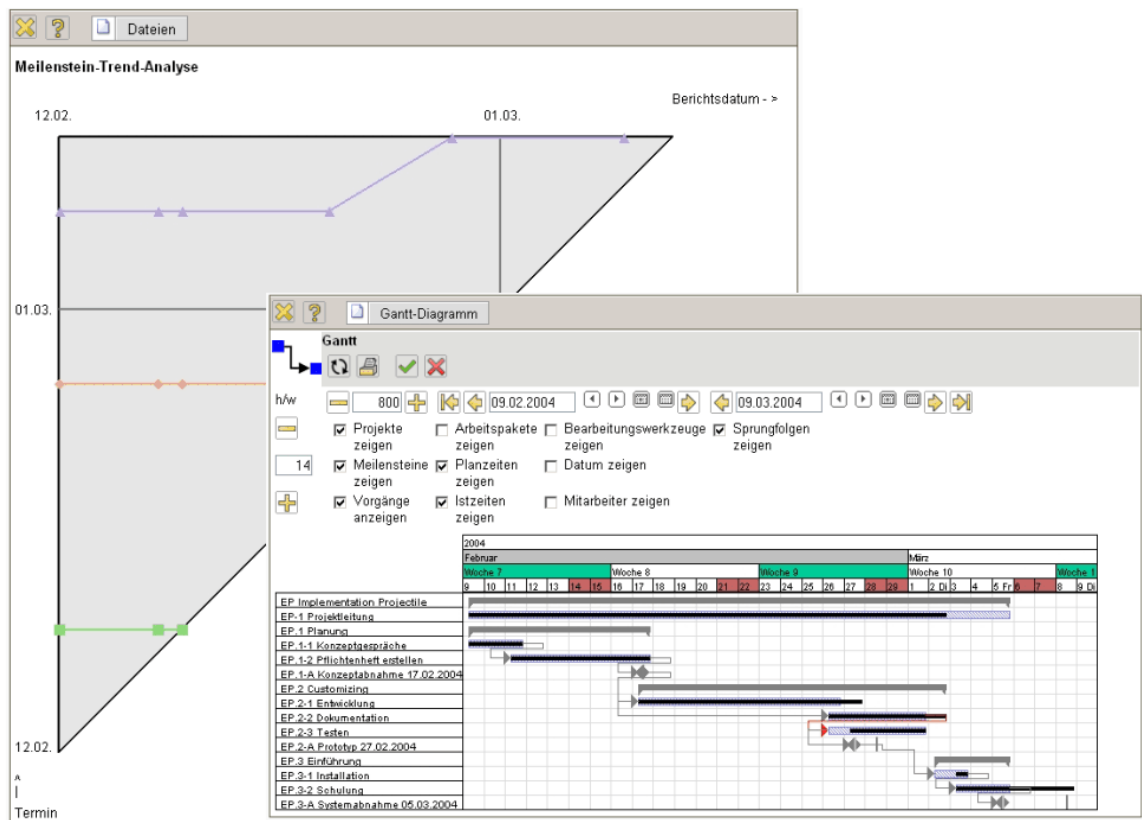 Dateien
Meilenstein-Trend-Analyse
Berichtsdatum - >
12.02.
01.03.
01.03.
12.02.
^
|
Termin
Gantt-Diagramm
Gantt
h/w
800
09.02.2004
09.03.2004
Projekte zeigen
Arbeitspakete zeigen
Bearbeitungswerkzeuge zeigen
Sprungfolgen zeigen
14
Meilensteine zeigen
Planzeiten zeigen
Datum zeigen
Vorgänge anzeigen
Istzeiten zeigen
Mitarbeiter zeigen
2004
Februar März
Woche 7 Woche 8 Woche 9 Woche 10 Woche 1
9 10 11 12 13 14 15 16 17 18 19 20 21 22 23 24 25 26 27 28 29 1 2 Di 3 4 5 Fr 6 7 8 9 Di
EP Implementation Projectile
EP-1 Projektleitung
EP.1 Planung
EP.1-1 Konzeptgespräche
EP.1-2 Pflichtenheft erstellen
EP.1-A Konzeptabnahme 17.02.2004
EP.2 Customizing
EP.2-1 Entwicklung
EP.2-2 Dokumentation
EP.2-3 Testen
EP.2-A Prototyp 27.02.2004
EP.3 Einführung
EP.3-1 Installation
EP.3-2 Schulung
EP.3-A Systemabnahme 05.03.2004